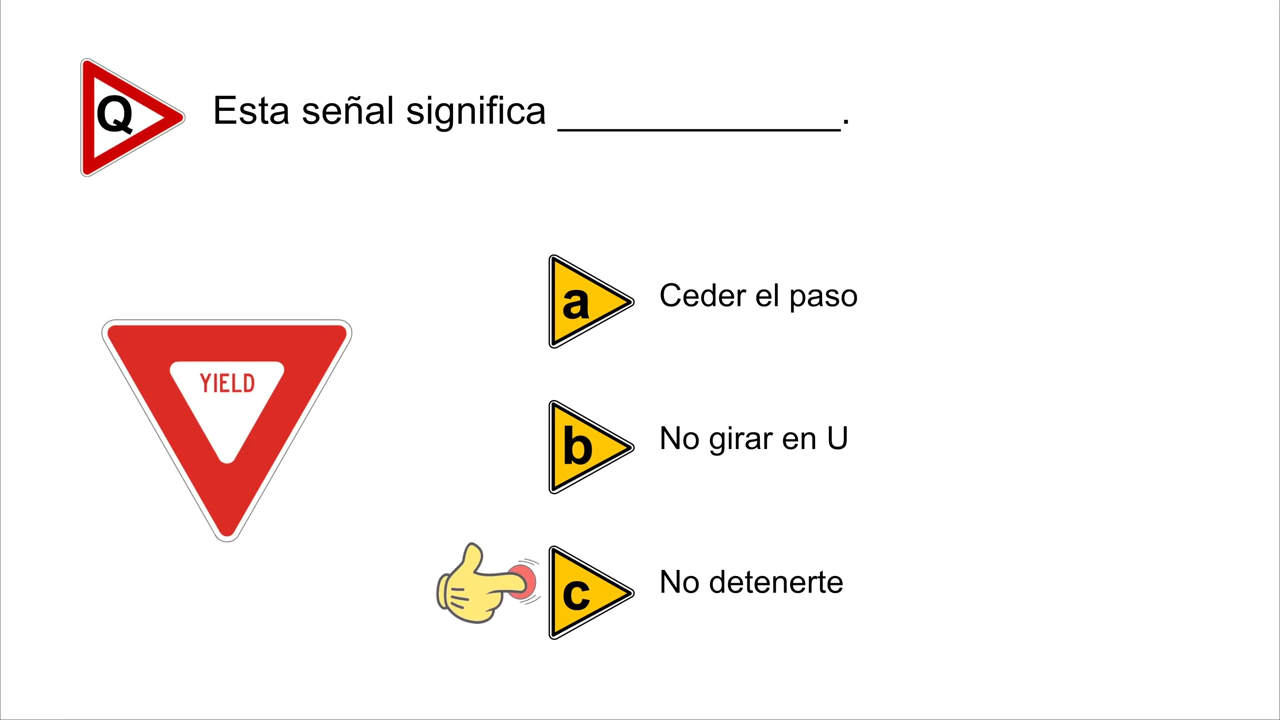 Q
Esta señal significa _____________.
YIELD
a
Ceder el paso
b
No girar en U
c
No detenerte